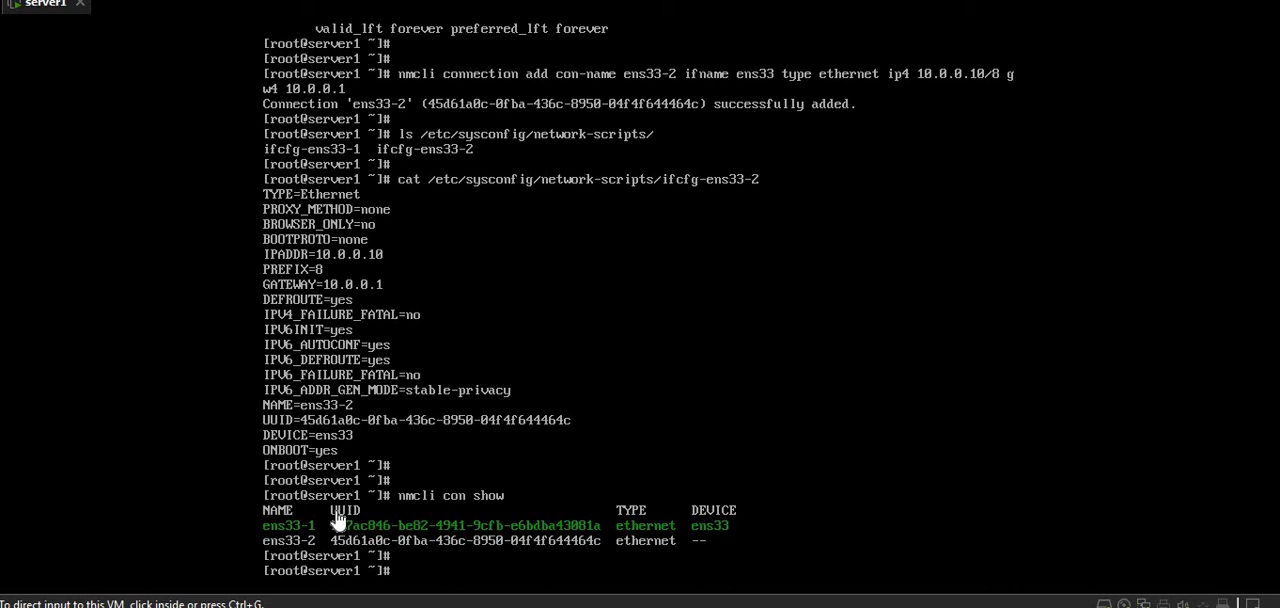 server1
valid_lft forever preferred_lft forever
[root@server1 ~]#
[root@server1 ~]#
[root@server1 ~]# nmcli connection add con-name ens33-2 ifname ens33 type ethernet ip4 10.0.0.10/8 g
w4 10.0.0.1
Connection 'ens33-2' (45d61a0c-0fba-436c-8950-04f4f644464c) successfully added.
[root@server1 ~]#
[root@server1 ~]# ls /etc/sysconfig/network-scripts/
ifcfg-ens33-1  ifcfg-ens33-2
[root@server1 ~]#
[root@server1 ~]# cat /etc/sysconfig/network-scripts/ifcfg-ens33-2
TYPE=Ethernet
PROXY_METHOD=none
BROWSER_ONLY=no
BOOTPROTO=none
IPADDR=10.0.0.10
PREFIX=8
GATEWAY=10.0.0.1
DEFROUTE=yes
IPV4_FAILURE_FATAL=no
IPV6INIT=yes
IPV6_AUTOCONF=yes
IPV6_DEFROUTE=yes
IPV6_FAILURE_FATAL=no
IPV6_ADDR_GEN_MODE=stable-privacy
NAME=ens33-2
UUID=45d61a0c-0fba-436c-8950-04f4f644464c
DEVICE=ens33
ONBOOT=yes
[root@server1 ~]#
[root@server1 ~]#
[root@server1 ~]# nmcli con show
NAME UUID TYPE DEVICE
ens33-1 ethernet ens33
ens33-2 45d61a0c-0fba-436c-8950-04f4f644464c ethernet --
[root@server1 ~]#
[root@server1 ~]#
To direct input to this VM, click inside or press Ctrl+G.